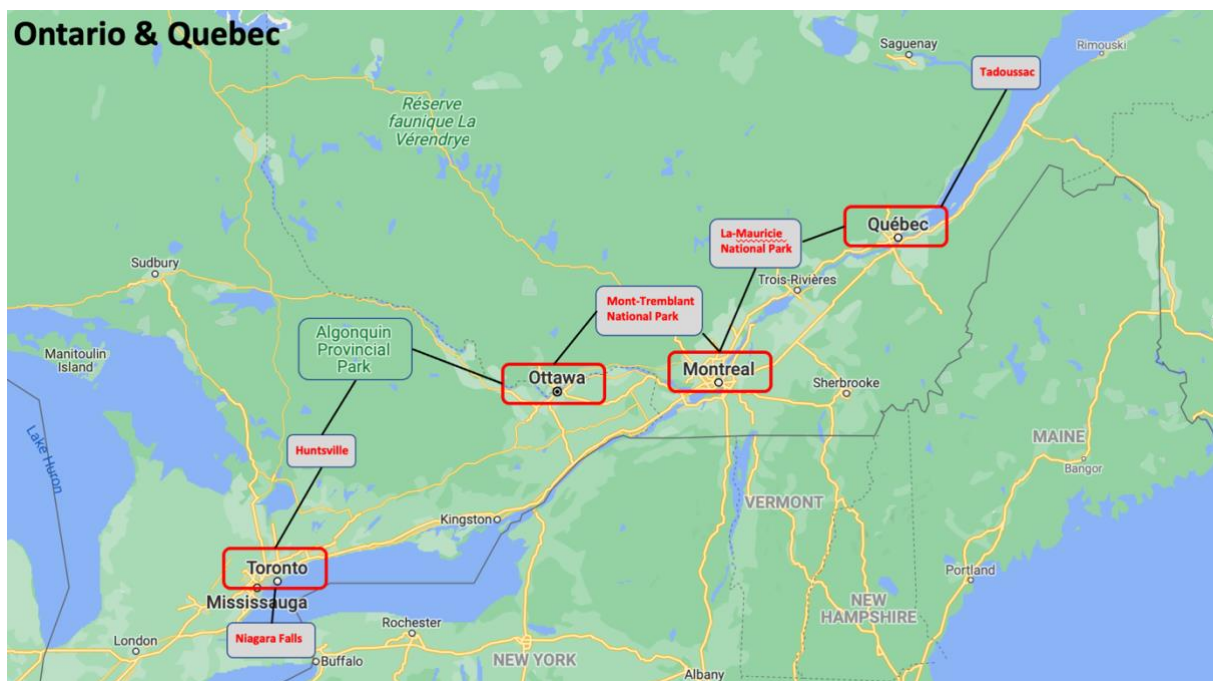 Ontario & Quebec
Saguenay
Rimouski
Tadoussac
Réserve
faunique La
Vérendrye
Québec
La-Mauricie
National Park
Trois-Rivières
Sudbury
Mont-Tremblant
National Park
Algonquin
Provincial
Park
Manitoulin
Island
Ottawa
Montreal
Sherbrooke
Lake Huron
Huntsville
MAINE
Bangor
VERMONT
Kingston
Toronto
Mississauga
Portland
NEW
HAMPSHIRE
Niagara Falls
London
Rochester
Buffalo
NEW YORK
Albany